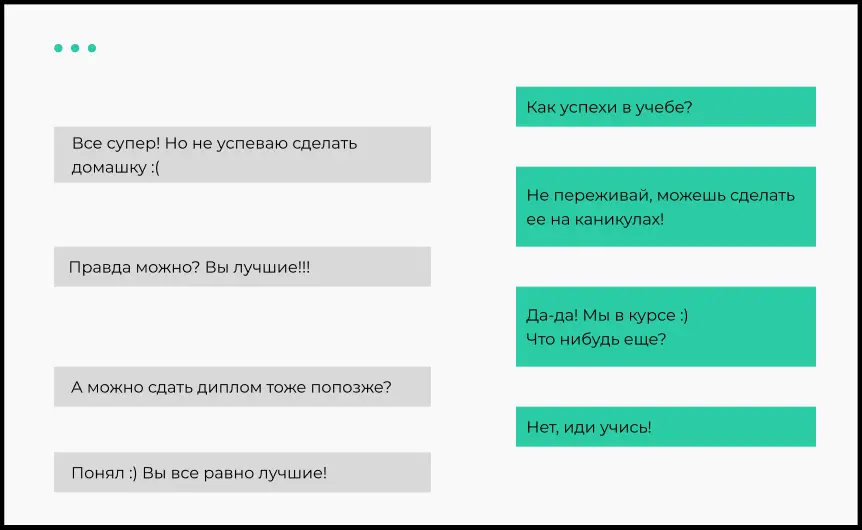 Как успехи в учебе?
Все супер! Но не успеваю сделать
домашку :(
Не переживай, можешь сделать
ее на каникулах!
Правда можно? Вы лучшие!!!
Да-да! Мы в курсе :)
Что нибудь еще?
А можно сдать диплом тоже попозже?
Нет, иди учись!
Понял :) Вы все равно лучшие!